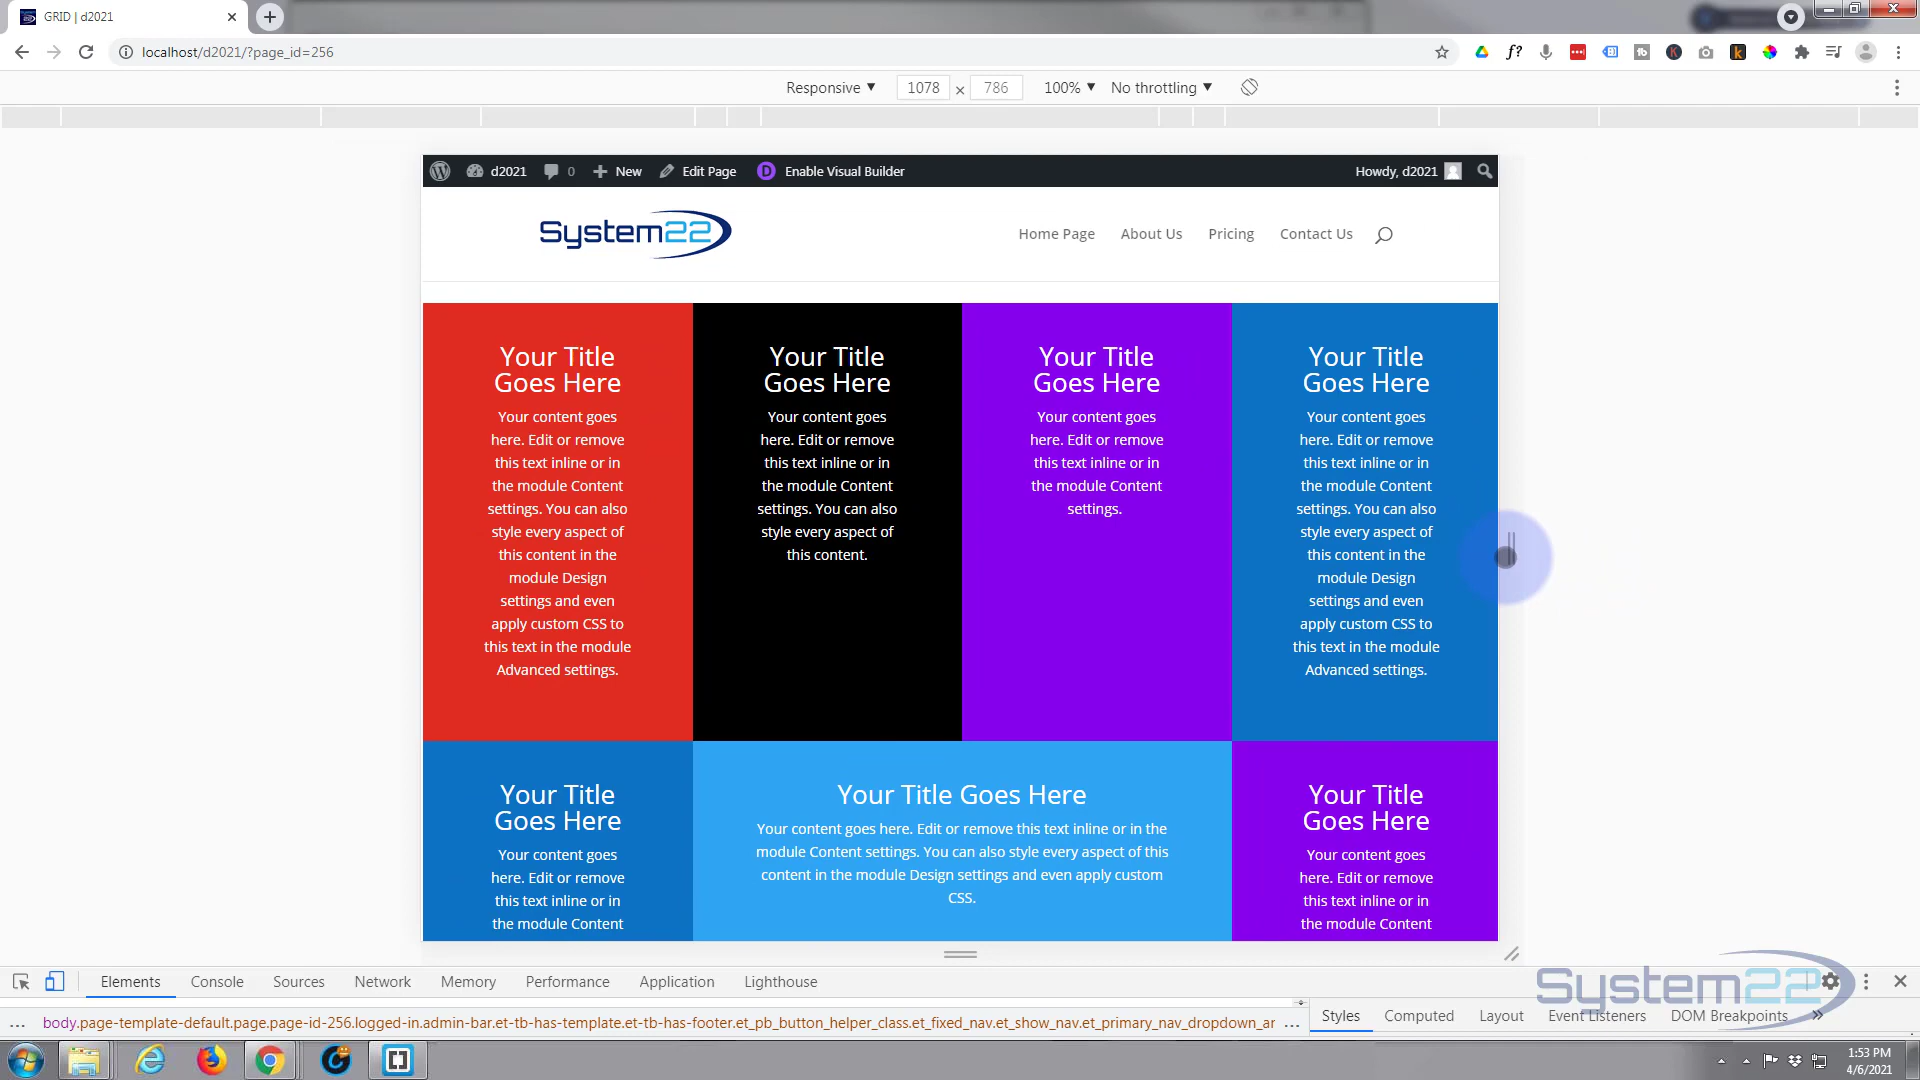 GRID | d2021
localhost/d2021/?page_id=256
Responsive 1078 × 786 100% No throttling
d2021 0 New Edit Page D Enable Visual Builder Howdy, d2021
System22 Home Page About Us Pricing Contact Us
Your Title
Goes Here
Your content goes
here. Edit or remove
this text inline or in
the module Content
settings. You can also
style every aspect of
this content in the
module Design
settings and even
apply custom CSS to
this text in the module
Advanced settings.
Your Title
Goes Here
Your content goes
here. Edit or remove
this text inline or in
the module Content
settings. You can also
style every aspect of
this content.
Your Title
Goes Here
Your content goes
here. Edit or remove
this text inline or in
the module Content
settings.
Your Title
Goes Here
Your content goes
here. Edit or remove
this text inline or in
the module Content
settings. You can also
style every aspect of
this content in the
module Design
settings and even
apply custom CSS to
this text in the module
Advanced settings.
Your Title
Goes Here
Your content goes
here. Edit or remove
this text inline or in
the module Content
Your Title Goes Here
Your content goes here. Edit or remove this text inline or in the
module Content settings. You can also style every aspect of this
content in the module Design settings and even apply custom
CSS.
Your Title
Goes Here
Your content goes
here. Edit or remove
this text inline or in
the module Content
Elements Console Sources Network Memory Performance Application Lighthouse
System22
... body.page-template-default.page.page-id-256.logged-in.admin-bar.et-tb-has-template.et-tb-has-footer.et_pb_button_helper_class.et_fixed_nav.et_show_nav.et_primary_nav_dropdown_ar ...
Styles Computed Layout Event Listeners DOM Breakpoints »
1:53 PM
4/6/2021